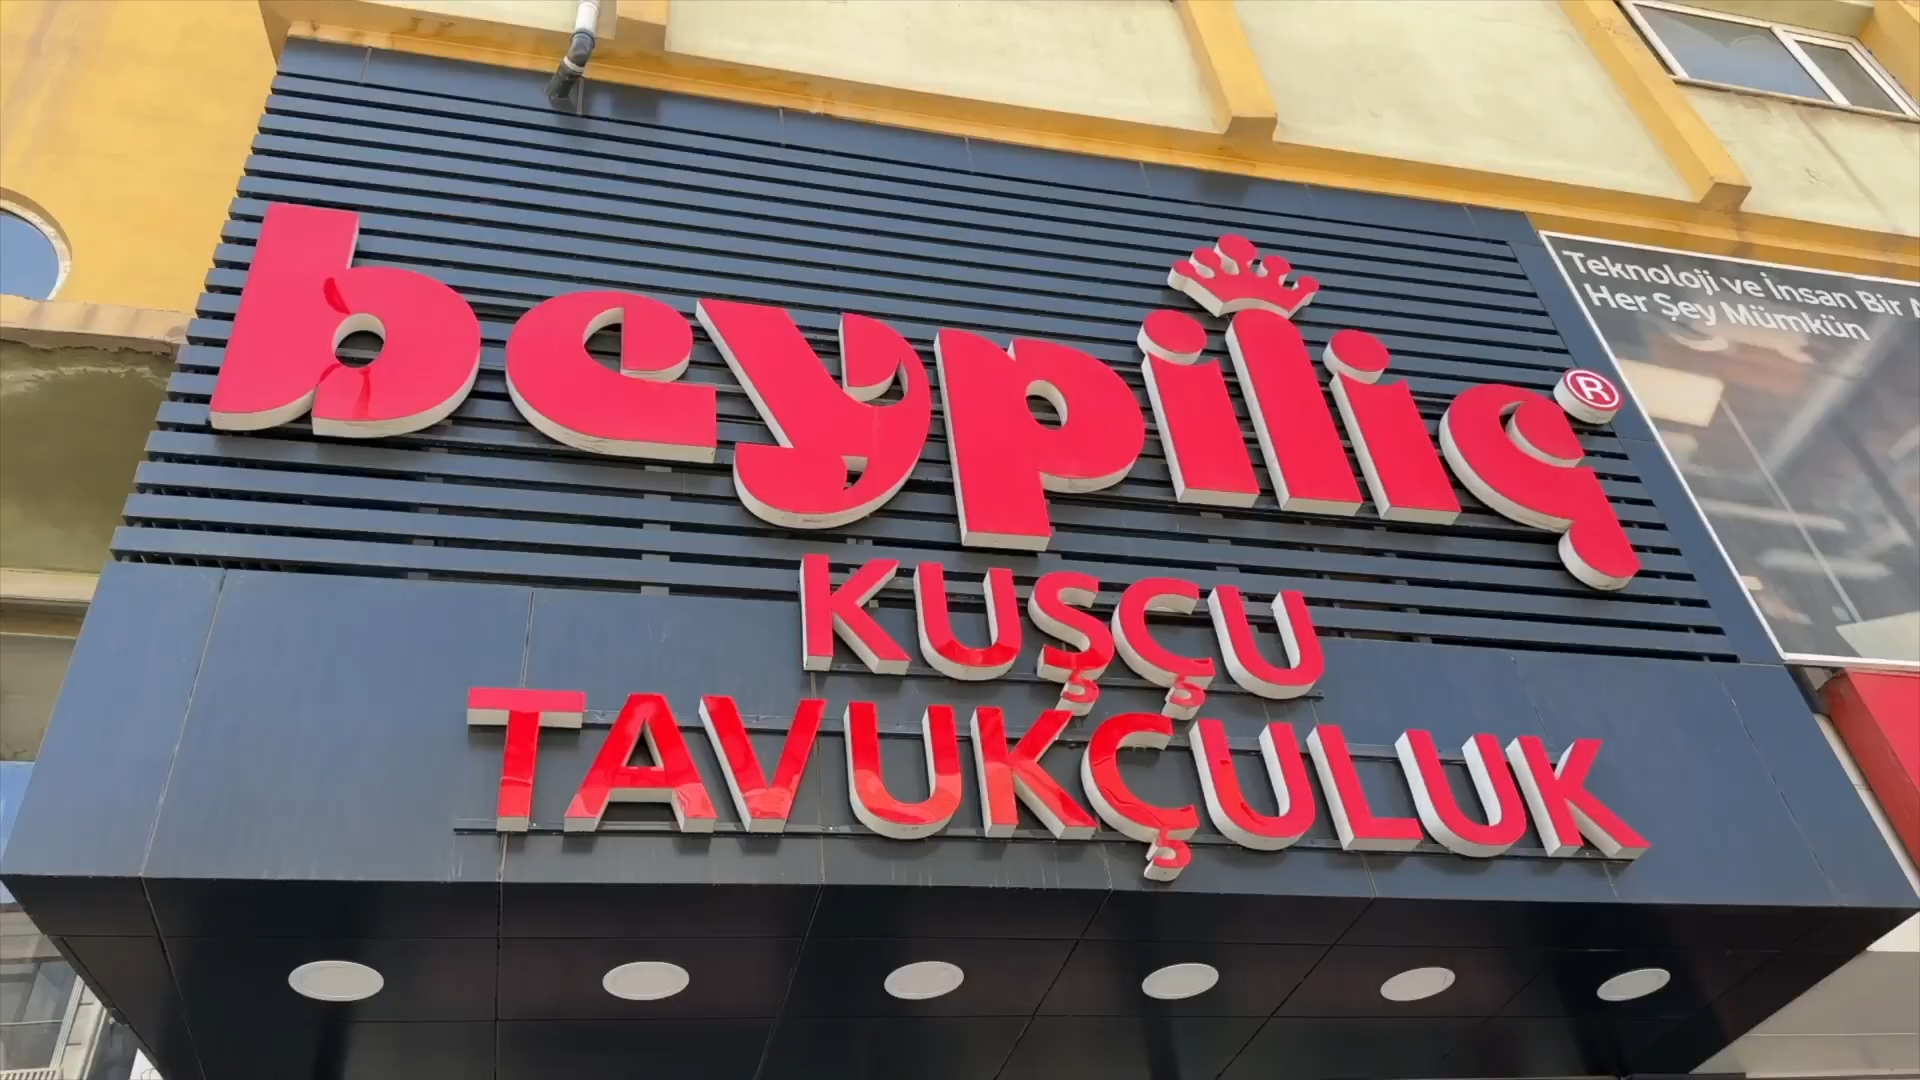 beypiliç®
KUŞÇU
TAVUKÇULUK
Teknoloji ve İnsan Bir
Her Şey Mümkün